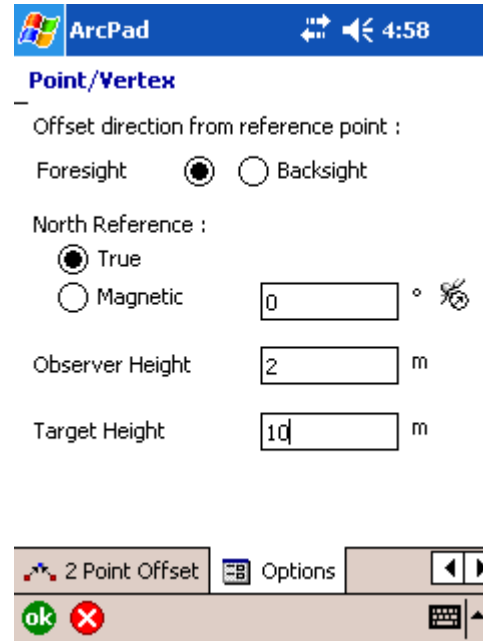 ArcPad 4:58
Point/Vertex
Offset direction from reference point :
Foresight Backsight
North Reference :
True
Magnetic 0 °
Observer Height 2 m
Target Height 10 m
2 Point Offset Options
ok